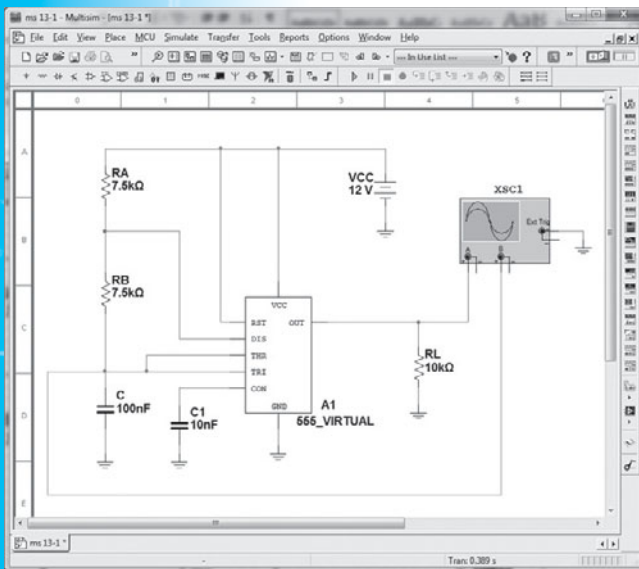 ms 13-1 - Multisim - [ms 13-1 *]
File Edit View Place MCU Simulate Transfer Tools Reports Options Window Help
--- In Use List ---
0 1 2 3 4 5
A
B
C
D
E
RA
7.5kΩ
VCC
12 V
XSC1
Ext Trig
A B
RB
7.5kΩ
VCC
RST OUT
DIS
THR
TRI
CON
GND
RL
10kΩ
C
100nF
C1
10nF
A1
555_VIRTUAL
ms 13-1 *
Tran: 0.389 s